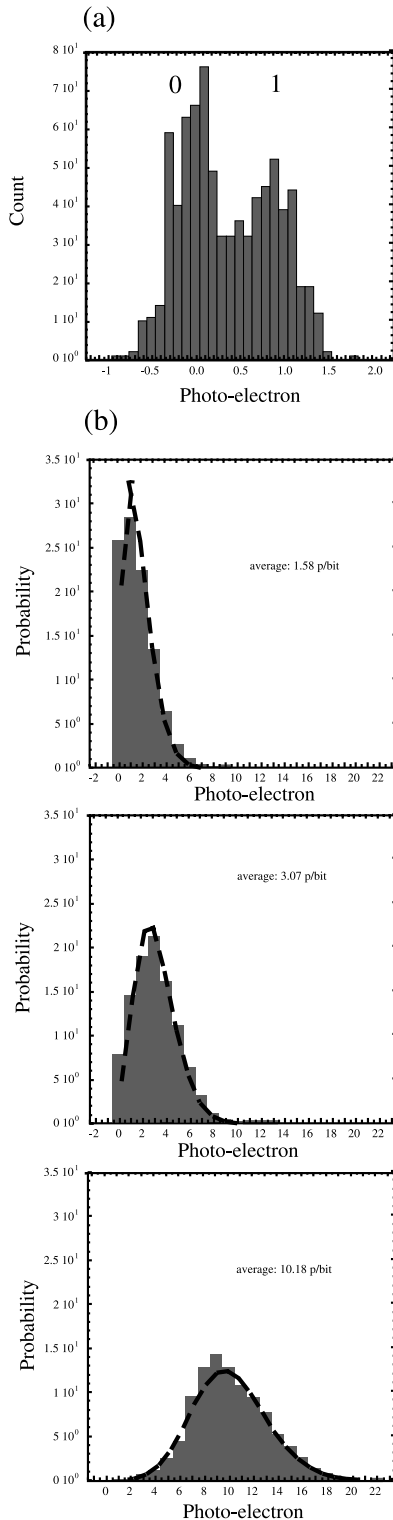 (a)
8 10¹
7 10¹
6 10¹
5 10¹
4 10¹
3 10¹
2 10¹
1 10¹
0 10⁰
Count
0 1
-1 -0.5 0.0 0.5 1.0 1.5 2.0
Photo-electron
(b)
3.5 10¹
3 10¹
2.5 10¹
2 10¹
1.5 10¹
1 10¹
5 10⁰
0 10⁰
Probability
average: 1.58 p/bit
-2 0 2 4 6 8 10 12 14 16 18 20 22
Photo-electron
3.5 10¹
3 10¹
2.5 10¹
2 10¹
1.5 10¹
1 10¹
5 10⁰
0 10⁰
Probability
average: 3.07 p/bit
-2 0 2 4 6 8 10 12 14 16 18 20 22
Photo-electron
3.5 10¹
3 10¹
2.5 10¹
2 10¹
1.5 10¹
1 10¹
5 10⁰
0 10⁰
Probability
average: 10.18 p/bit
0 2 4 6 8 10 12 14 16 18 20 22
Photo-electron